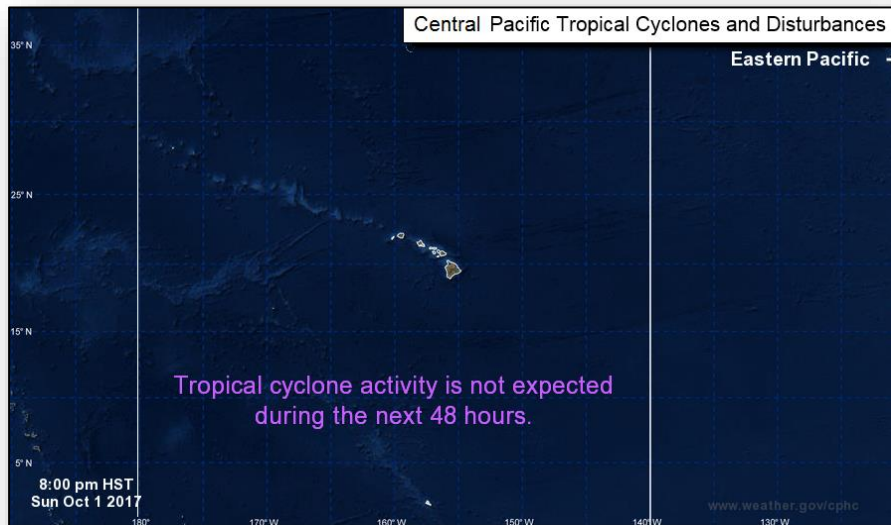 Central Pacific Tropical Cyclones and Disturbances
35° N
Eastern Pacific
25° N
15° N
Tropical cyclone activity is not expected
during the next 48 hours.
5° N
8:00 pm HST
Sun Oct 1 2017
www.weather.gov/cphc
180°
170° W
160° W
150° W
140° W
130° W